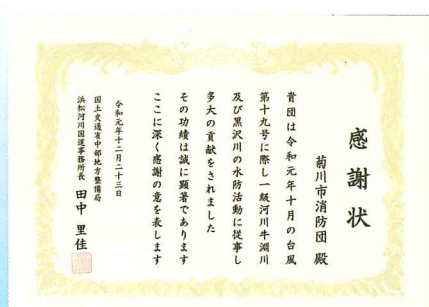 感謝状
菊川市消防団 殿
貴団は令和元年十月の台風
第十九号に際し一級河川牛淵川
及び黒沢川の水防活動に従事し
多大の貢献をされました
その功績は誠に顕著であります
ここに深く感謝の意を表します
令和元年十二月二十三日
国土交通省中部地方整備局
浜松河川国道事務所長 田中 里佳